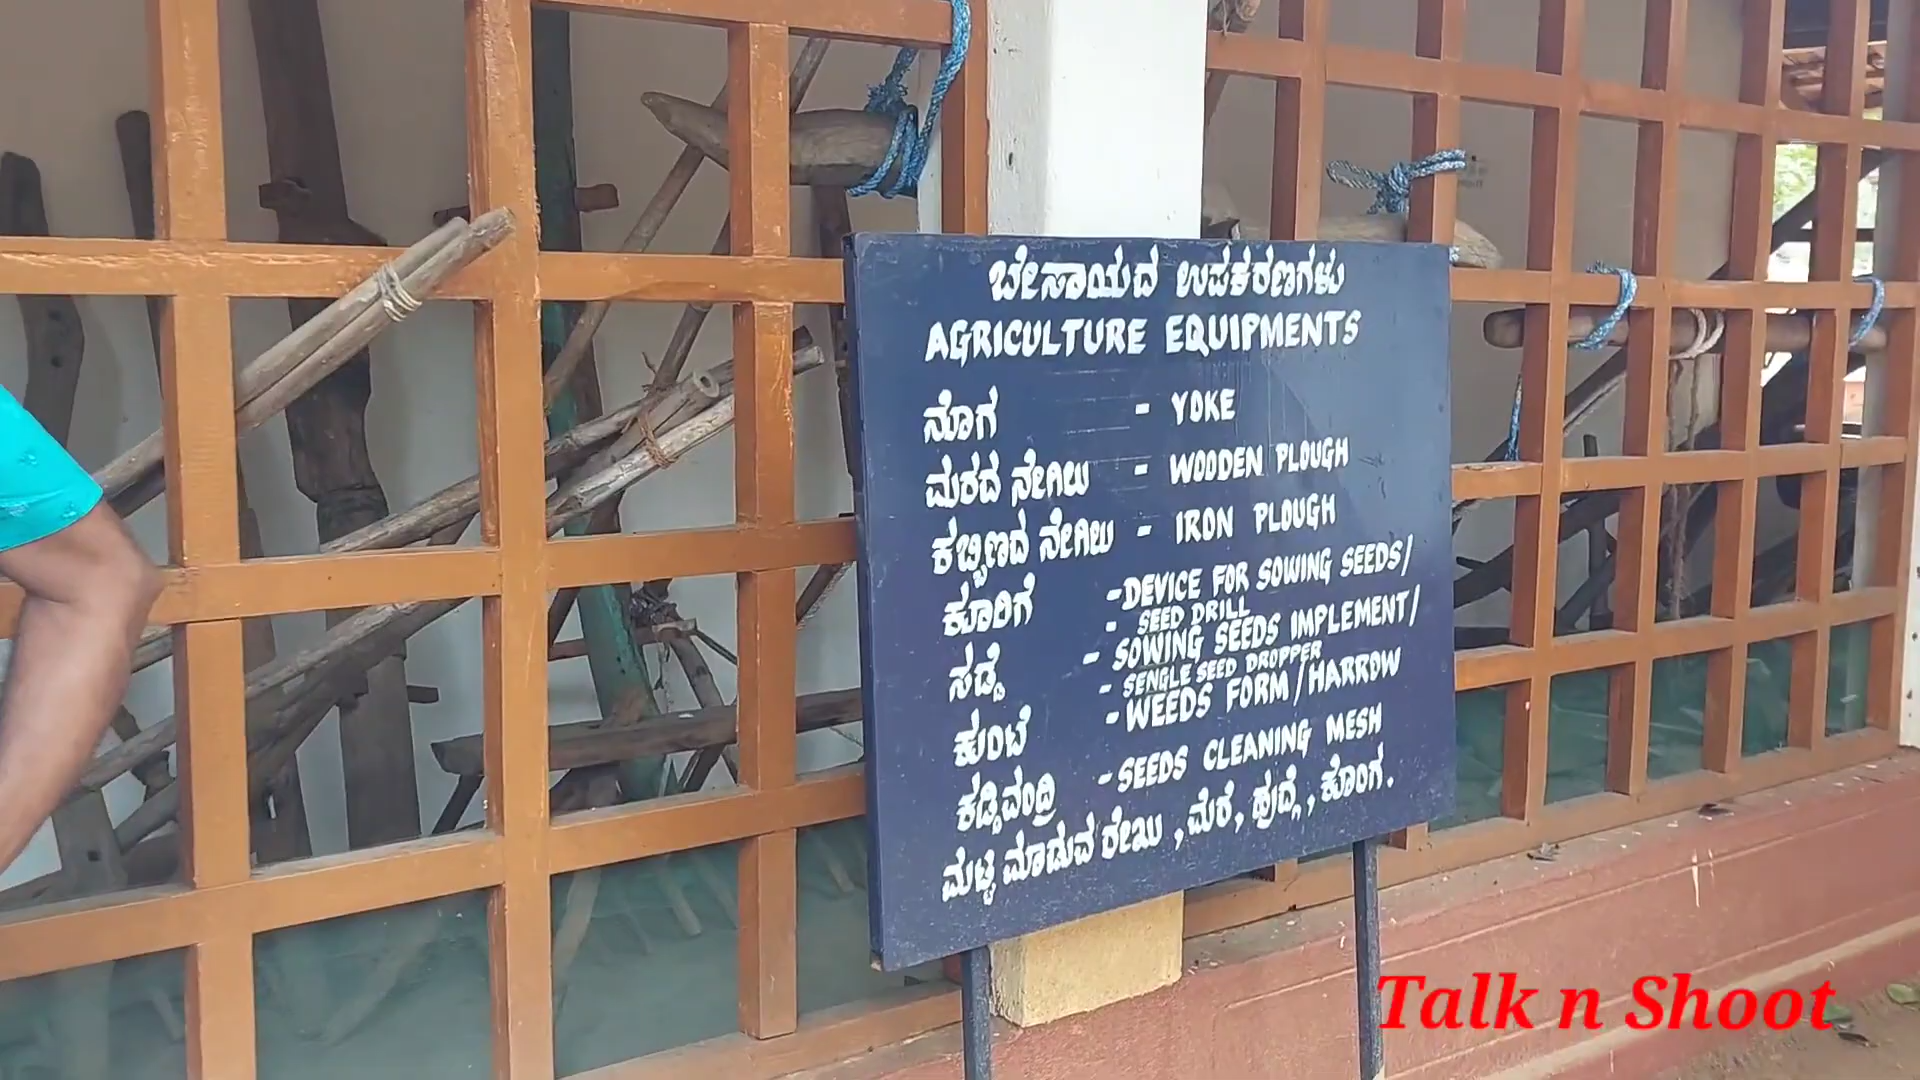 ಬೇಸಾಯದ ಉಪಕರಣಗಳು
AGRICULTURE EQUIPMENTS
ನೊಗ - YOKE
ಮರದ ನೇಗಿಲು - WOODEN PLOUGH
ಕಬ್ಬಿಣದ ನೇಗಿಲು - IRON PLOUGH
ಕೂರಿಗೆ - DEVICE FOR SOWING SEEDS/
- SEED DRILL
ಸಡ್ಡೆ - SOWING SEEDS IMPLEMENT/
- SENGLE SEED DROPPER
ಕುಂಟೆ - WEEDS FORM/HARROW
ಕಡ್ಡಿವಂದ್ರಿ - SEEDS CLEANING MESH
ಮಟ್ಟ ಮಾಡುವ ರೇಖು, ಮೆರೆ, ಹುದ್ಲೆ, ಕೊಂಗ.
Talk n Shoot